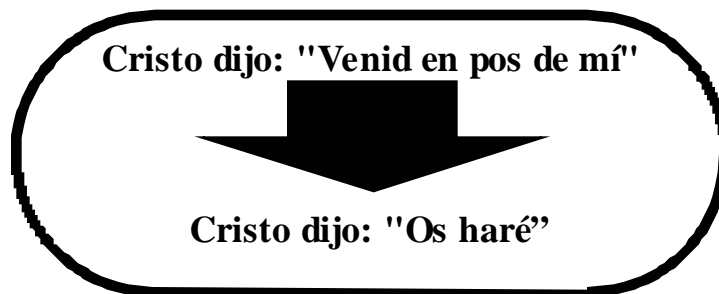 Cristo dijo: "Venid en pos de mí"
Cristo dijo: "Os haré”